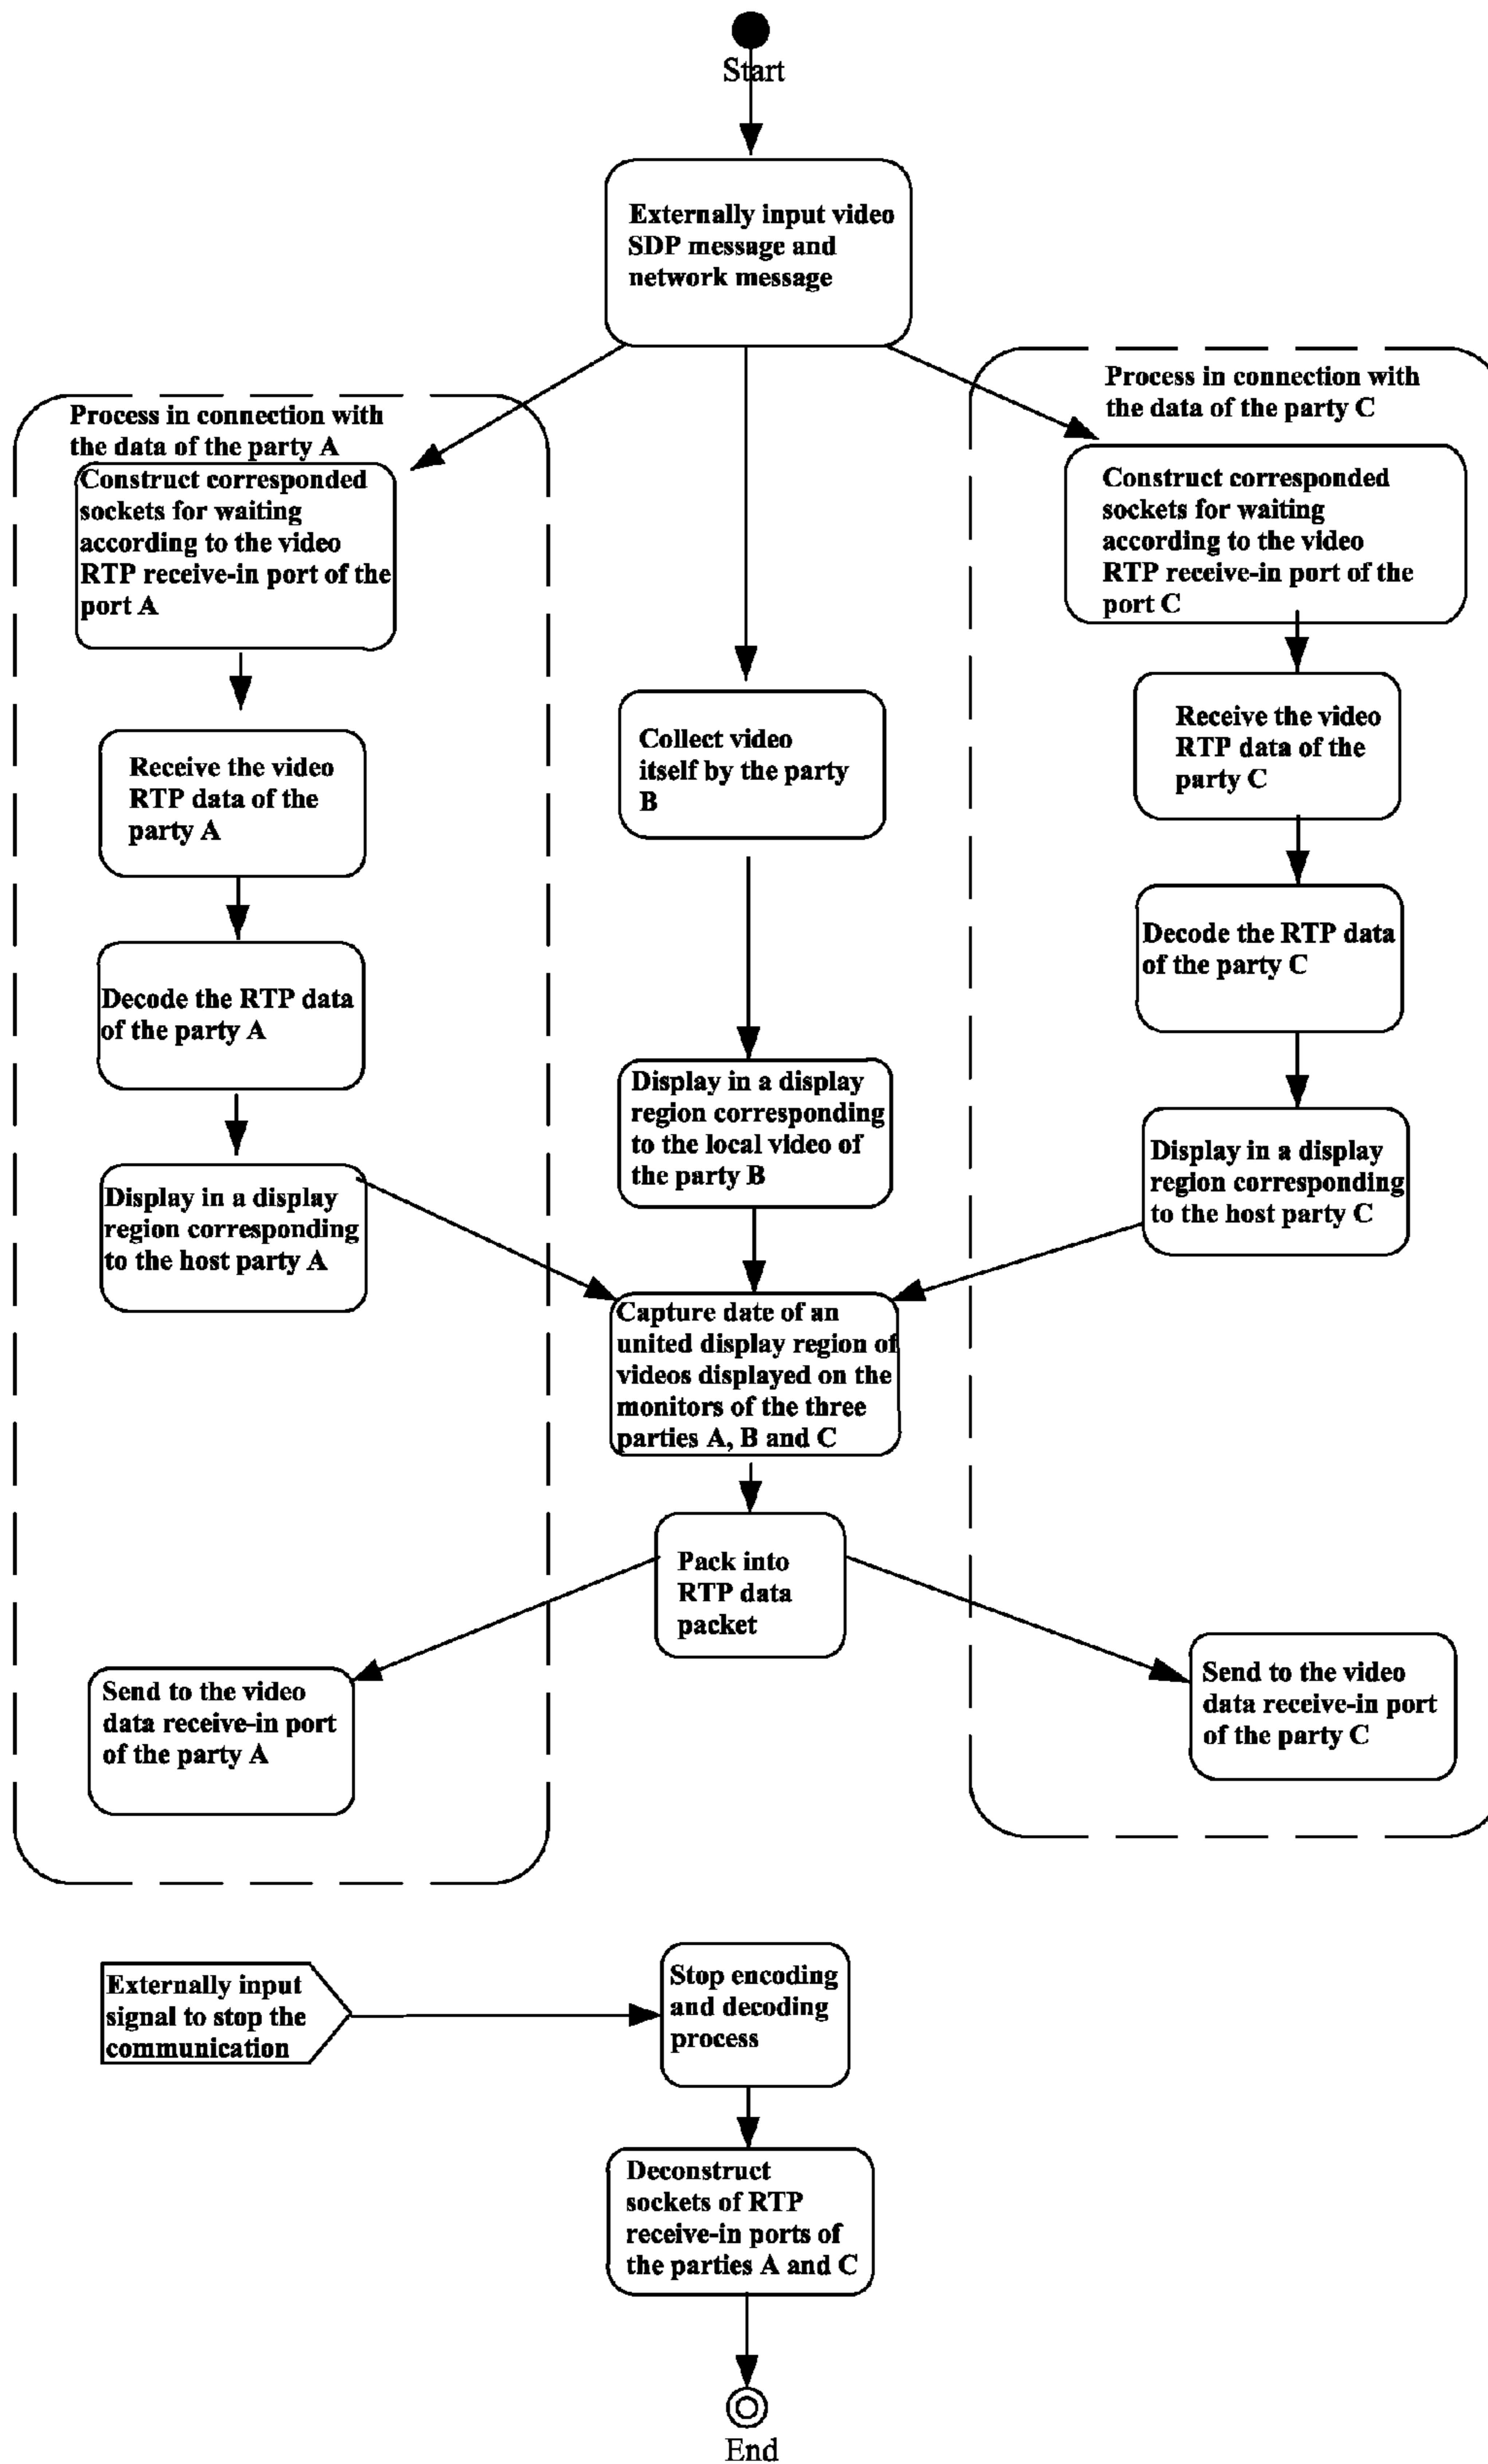 Start
Externally input video
SDP message and
network message
Process in connection with
the data of the party A
Construct corresponded
sockets for waiting
according to the video
RTP receive-in port of the
port A
Receive the video
RTP data of the
party A
Decode the RTP data
of the party A
Display in a display
region corresponding
to the host party A
Collect video
itself by the party
B
Display in a display
region corresponding
to the local video of
the party B
Process in connection with
the data of the party C
Construct corresponded
sockets for waiting
according to the video
RTP receive-in port of the
port C
Receive the video
RTP data of the
party C
Decode the RTP data
of the party C
Display in a display
region corresponding
to the host party C
Capture date of an
united display region of
videos displayed on the
monitors of the three
parties A, B and C
Pack into
RTP data
packet
Send to the video
data receive-in port
of the party A
Send to the video
data receive-in port
of the party C
Externally input
signal to stop the
communication
Stop encoding
and decoding
process
Deconstruct
sockets of RTP
receive-in ports of
the parties A and C
End